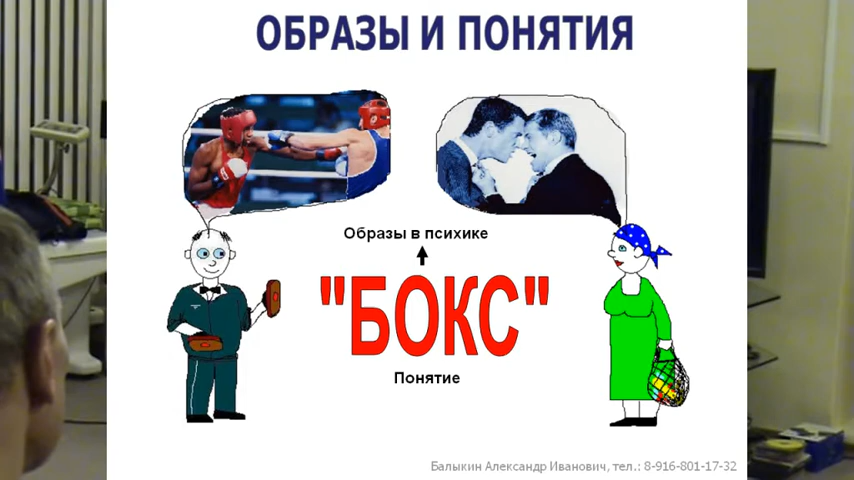 ОБРАЗЫ И ПОНЯТИЯ
Образы в психике
"БОКС"
Понятие
Балыкин Александр Иванович, тел.: 8-916-801-17-32